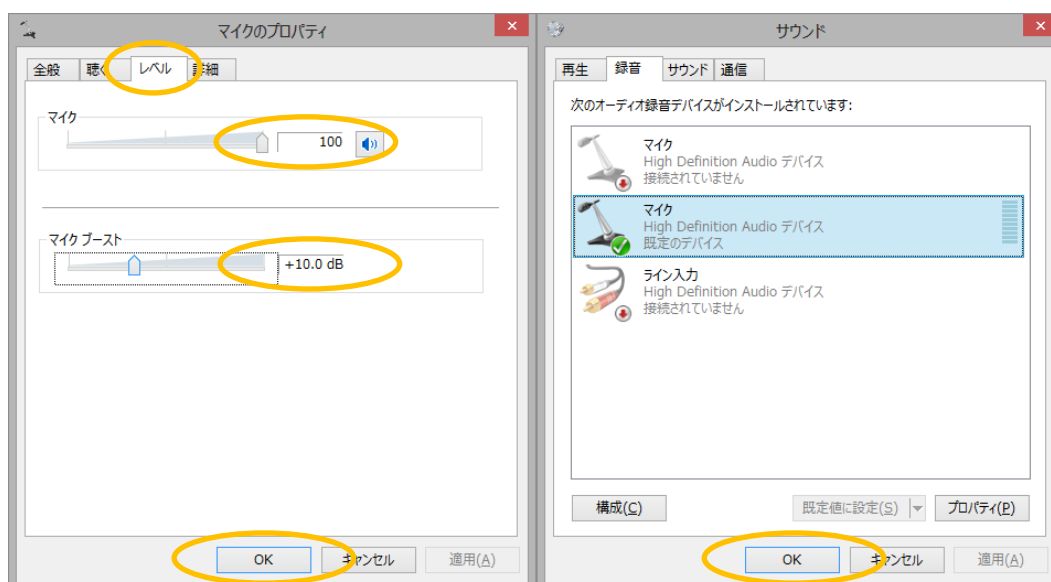 マイクのプロパティ
全般 聴く レベル 詳細
マイク
100
マイク ブースト
+10.0 dB
OK キャンセル 適用(A)
サウンド
再生 録音 サウンド 通信
次のオーディオ録音デバイスがインストールされています:
マイク
High Definition Audio デバイス
接続されていません
マイク
High Definition Audio デバイス
既定のデバイス
ライン入力
High Definition Audio デバイス
接続されていません
構成(C) 既定値に設定(S) プロパティ(P)
OK キャンセル 適用(A)